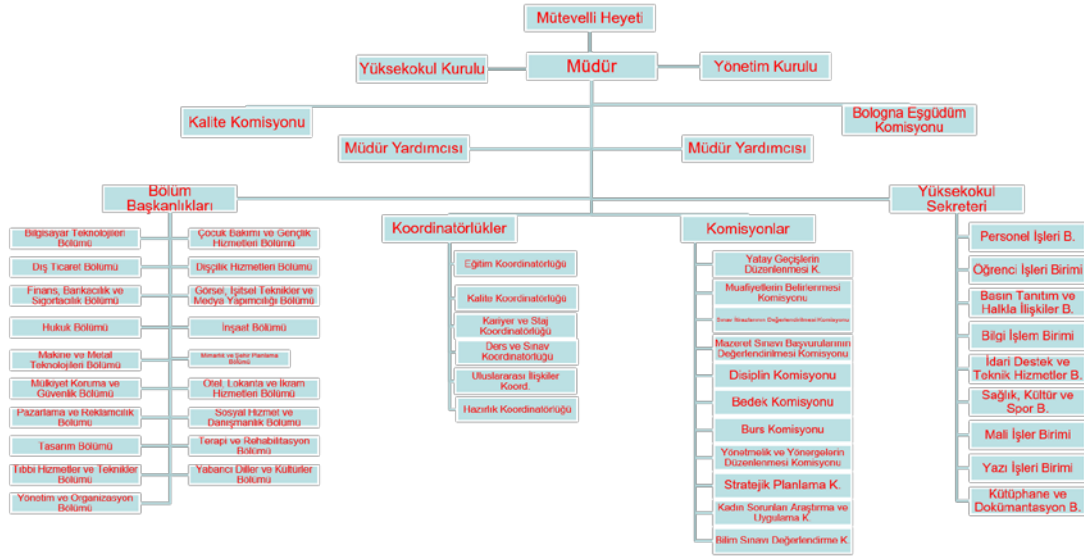 Mütevelli Heyeti
Yüksekokul Kurulu
Müdür
Yönetim Kurulu
Kalite Komisyonu
Bologna Eşgüdüm
Komisyonu
Müdür Yardımcısı
Müdür Yardımcısı
Bölüm
Başkanlıkları
Bilgisayar Teknolojileri
Bölümü
Çocuk Bakımı ve Gençlik
Hizmetleri Bölümü
Dış Ticaret Bölümü
Dişçilik Hizmetleri Bölümü
Finans, Bankacılık ve
Sigortacılık Bölümü
Görsel, İşitsel Teknikler ve
Medya Yapımcılığı Bölümü
Hukuk Bölümü
İnşaat Bölümü
Makine ve Metal
Teknolojileri Bölümü
Mimarlık ve Şehir Planlama
Bölümü
Mülkiyet Koruma ve
Güvenlik Bölümü
Otel, Lokanta ve İkram
Hizmetleri Bölümü
Pazarlama ve Reklamcılık
Bölümü
Sosyal Hizmet ve
Danışmanlık Bölümü
Tasarım Bölümü
Terapi ve Rehabilitasyon
Bölümü
Tıbbi Hizmetler ve Teknikler
Bölümü
Yabancı Diller ve Kültürler
Bölümü
Yönetim ve Organizasyon
Bölümü
Koordinatörlükler
Eğitim Koordinatörlüğü
Kalite Koordinatörlüğü
Kariyer ve Staj
Koordinatörlüğü
Ders ve Sınav
Koordinatörlüğü
Uluslararası İlişkiler
Koord.
Hazırlık Koordinatörlüğü
Komisyonlar
Yatay Geçişlerin
Düzenlenmesi K.
Muafiyetlerin Belirlenmesi
Komisyonu
Sınav İtirazlarının Değerlendirilmesi Komisyonu
Mazeret Sınavı Başvurularının
Değerlendirilmesi Komisyonu
Disiplin Komisyonu
Bedek Komisyonu
Burs Komisyonu
Yönetmelik ve Yönergelerin
Düzenlenmesi Komisyonu
Stratejik Planlama K.
Kadın Sorunları Araştırma ve
Uygulama K.
Bilim Sınavı Değerlendirme K.
Yüksekokul
Sekreteri
Personel İşleri B.
Öğrenci İşleri Birimi
Basın Tanıtım ve
Halkla İlişkiler B.
Bilgi İşlem Birimi
İdari Destek ve
Teknik Hizmetler B.
Sağlık, Kültür ve
Spor B.
Mali İşler Birimi
Yazı İşleri Birimi
Kütüphane ve
Dokümantasyon B.